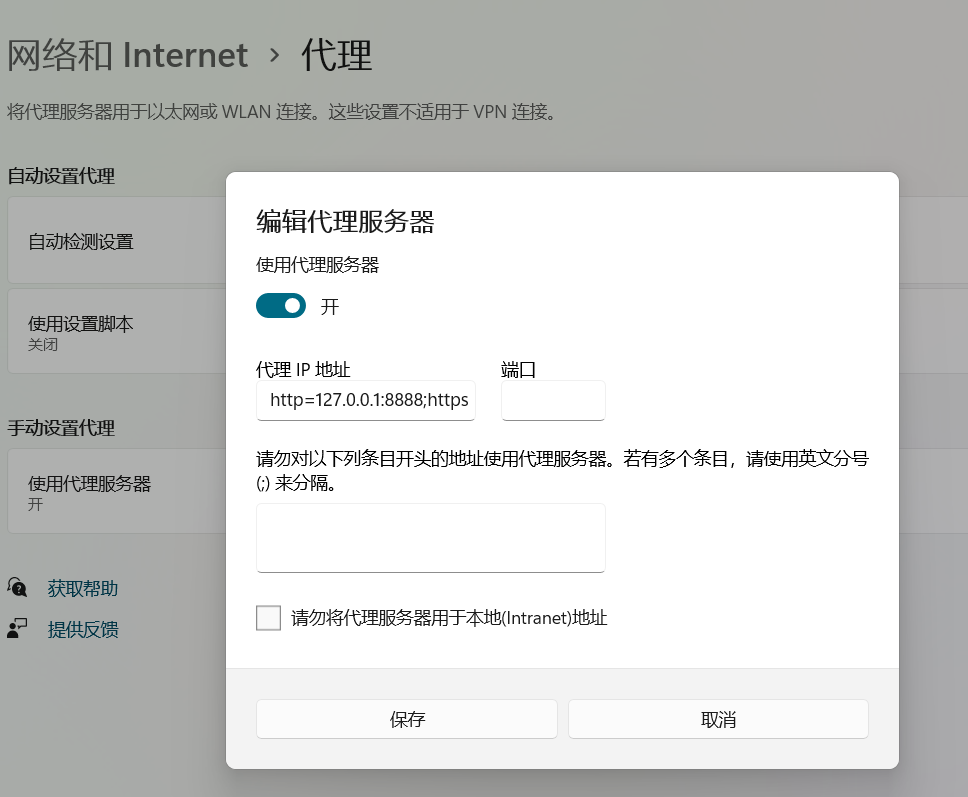 网络和 Internet › 代理
将代理服务器用于以太网或 WLAN 连接。这些设置不适用于 VPN 连接。
自动设置代理
自动检测设置
使用设置脚本
关闭
手动设置代理
使用代理服务器
开
获取帮助
提供反馈
编辑代理服务器
使用代理服务器
开
代理 IP 地址
端口
http=127.0.0.1:8888;https
请勿对以下列条目开头的地址使用代理服务器。若有多个条目，请使用英文分号
(;) 来分隔。
请勿将代理服务器用于本地(Intranet)地址
保存
取消